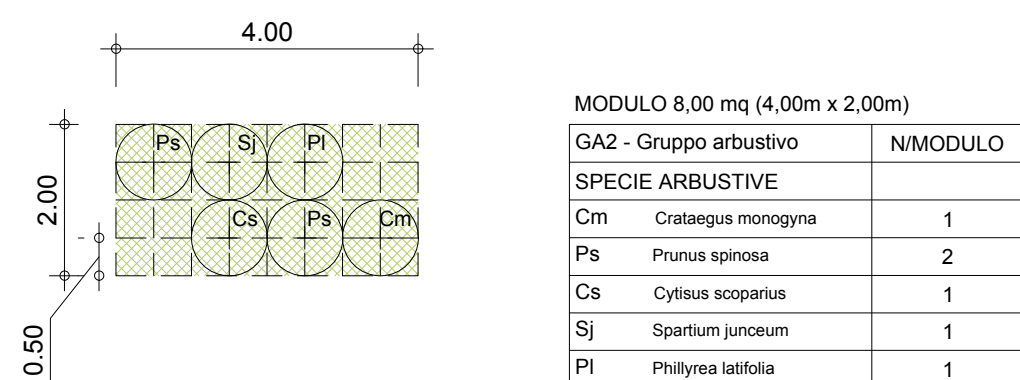 4.00
2.00
0.50
Ps Sj Pl
Cs Ps Cm
MODULO 8,00 mq (4,00m x 2,00m)
GA2 - Gruppo arbustivo N/MODULO
SPECIE ARBUSTIVE
Cm Crataegus monogyna 1
Ps Prunus spinosa 2
Cs Cytisus scoparius 1
Sj Spartium junceum 1
Pl Phillyrea latifolia 1